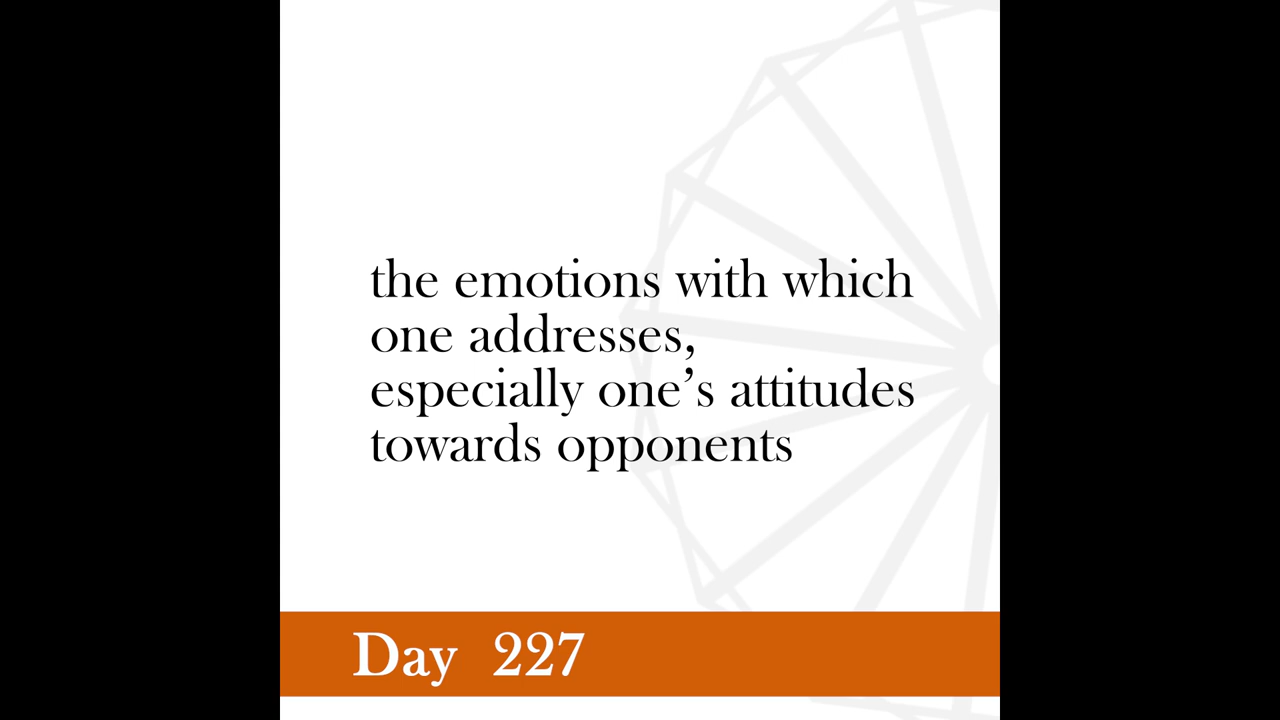 the emotions with which
one addresses,
especially one’s attitudes
towards opponents
Day 227